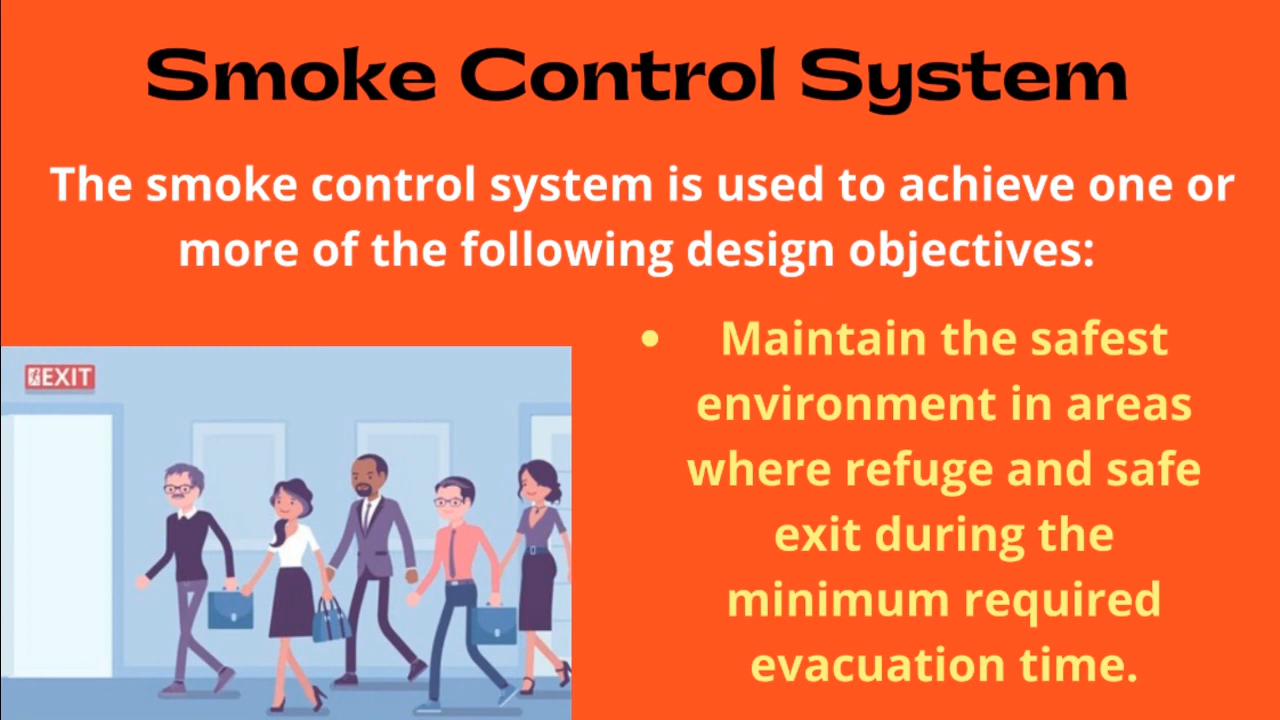 Smoke Control System
The smoke control system is used to achieve one or
more of the following design objectives:
• Maintain the safest
environment in areas
where refuge and safe
exit during the
minimum required
evacuation time.
EXIT